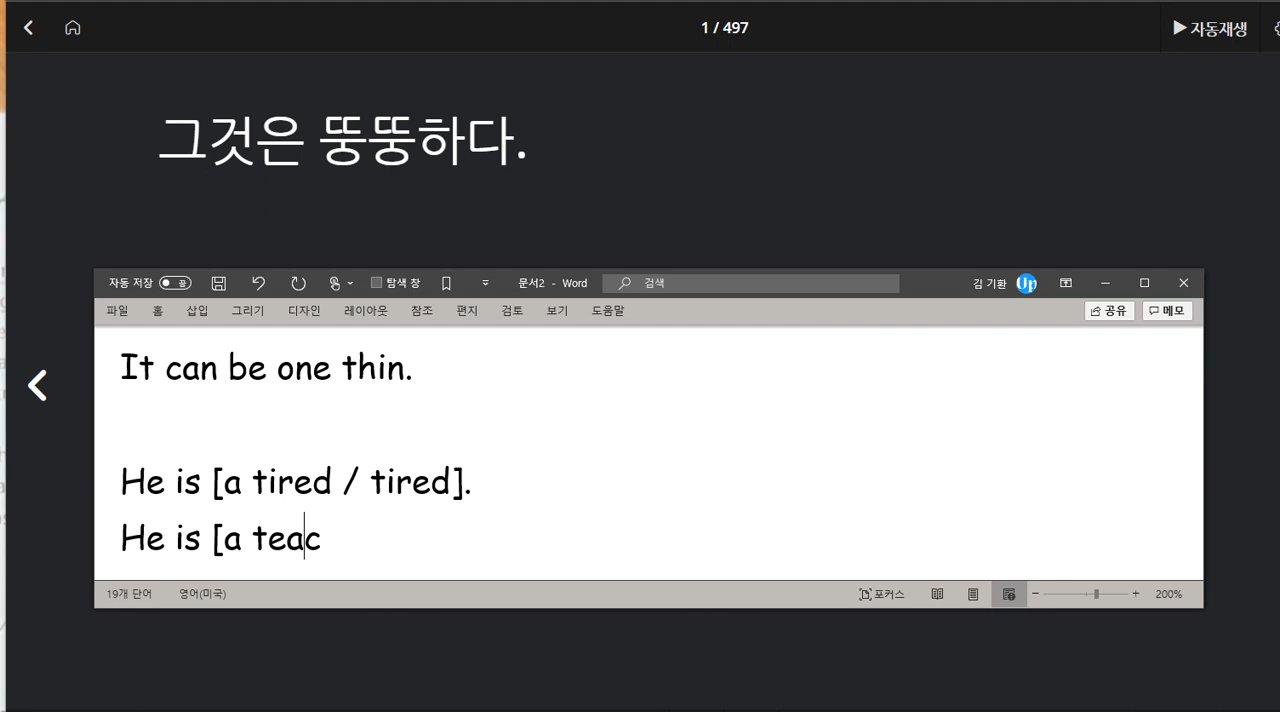 1 / 497
▶ 자동재생
그것은 뚱뚱하다.
자동 저장 끔
탐색 창
문서2 - Word
검색
김 기환
Up
파일 홈 삽입 그리기 디자인 레이아웃 참조 편지 검토 보기 도움말
공유
메모
It can be one thin.
He is [a tired / tired].
He is [a teac
19개 단어
영어(미국)
포커스
200%